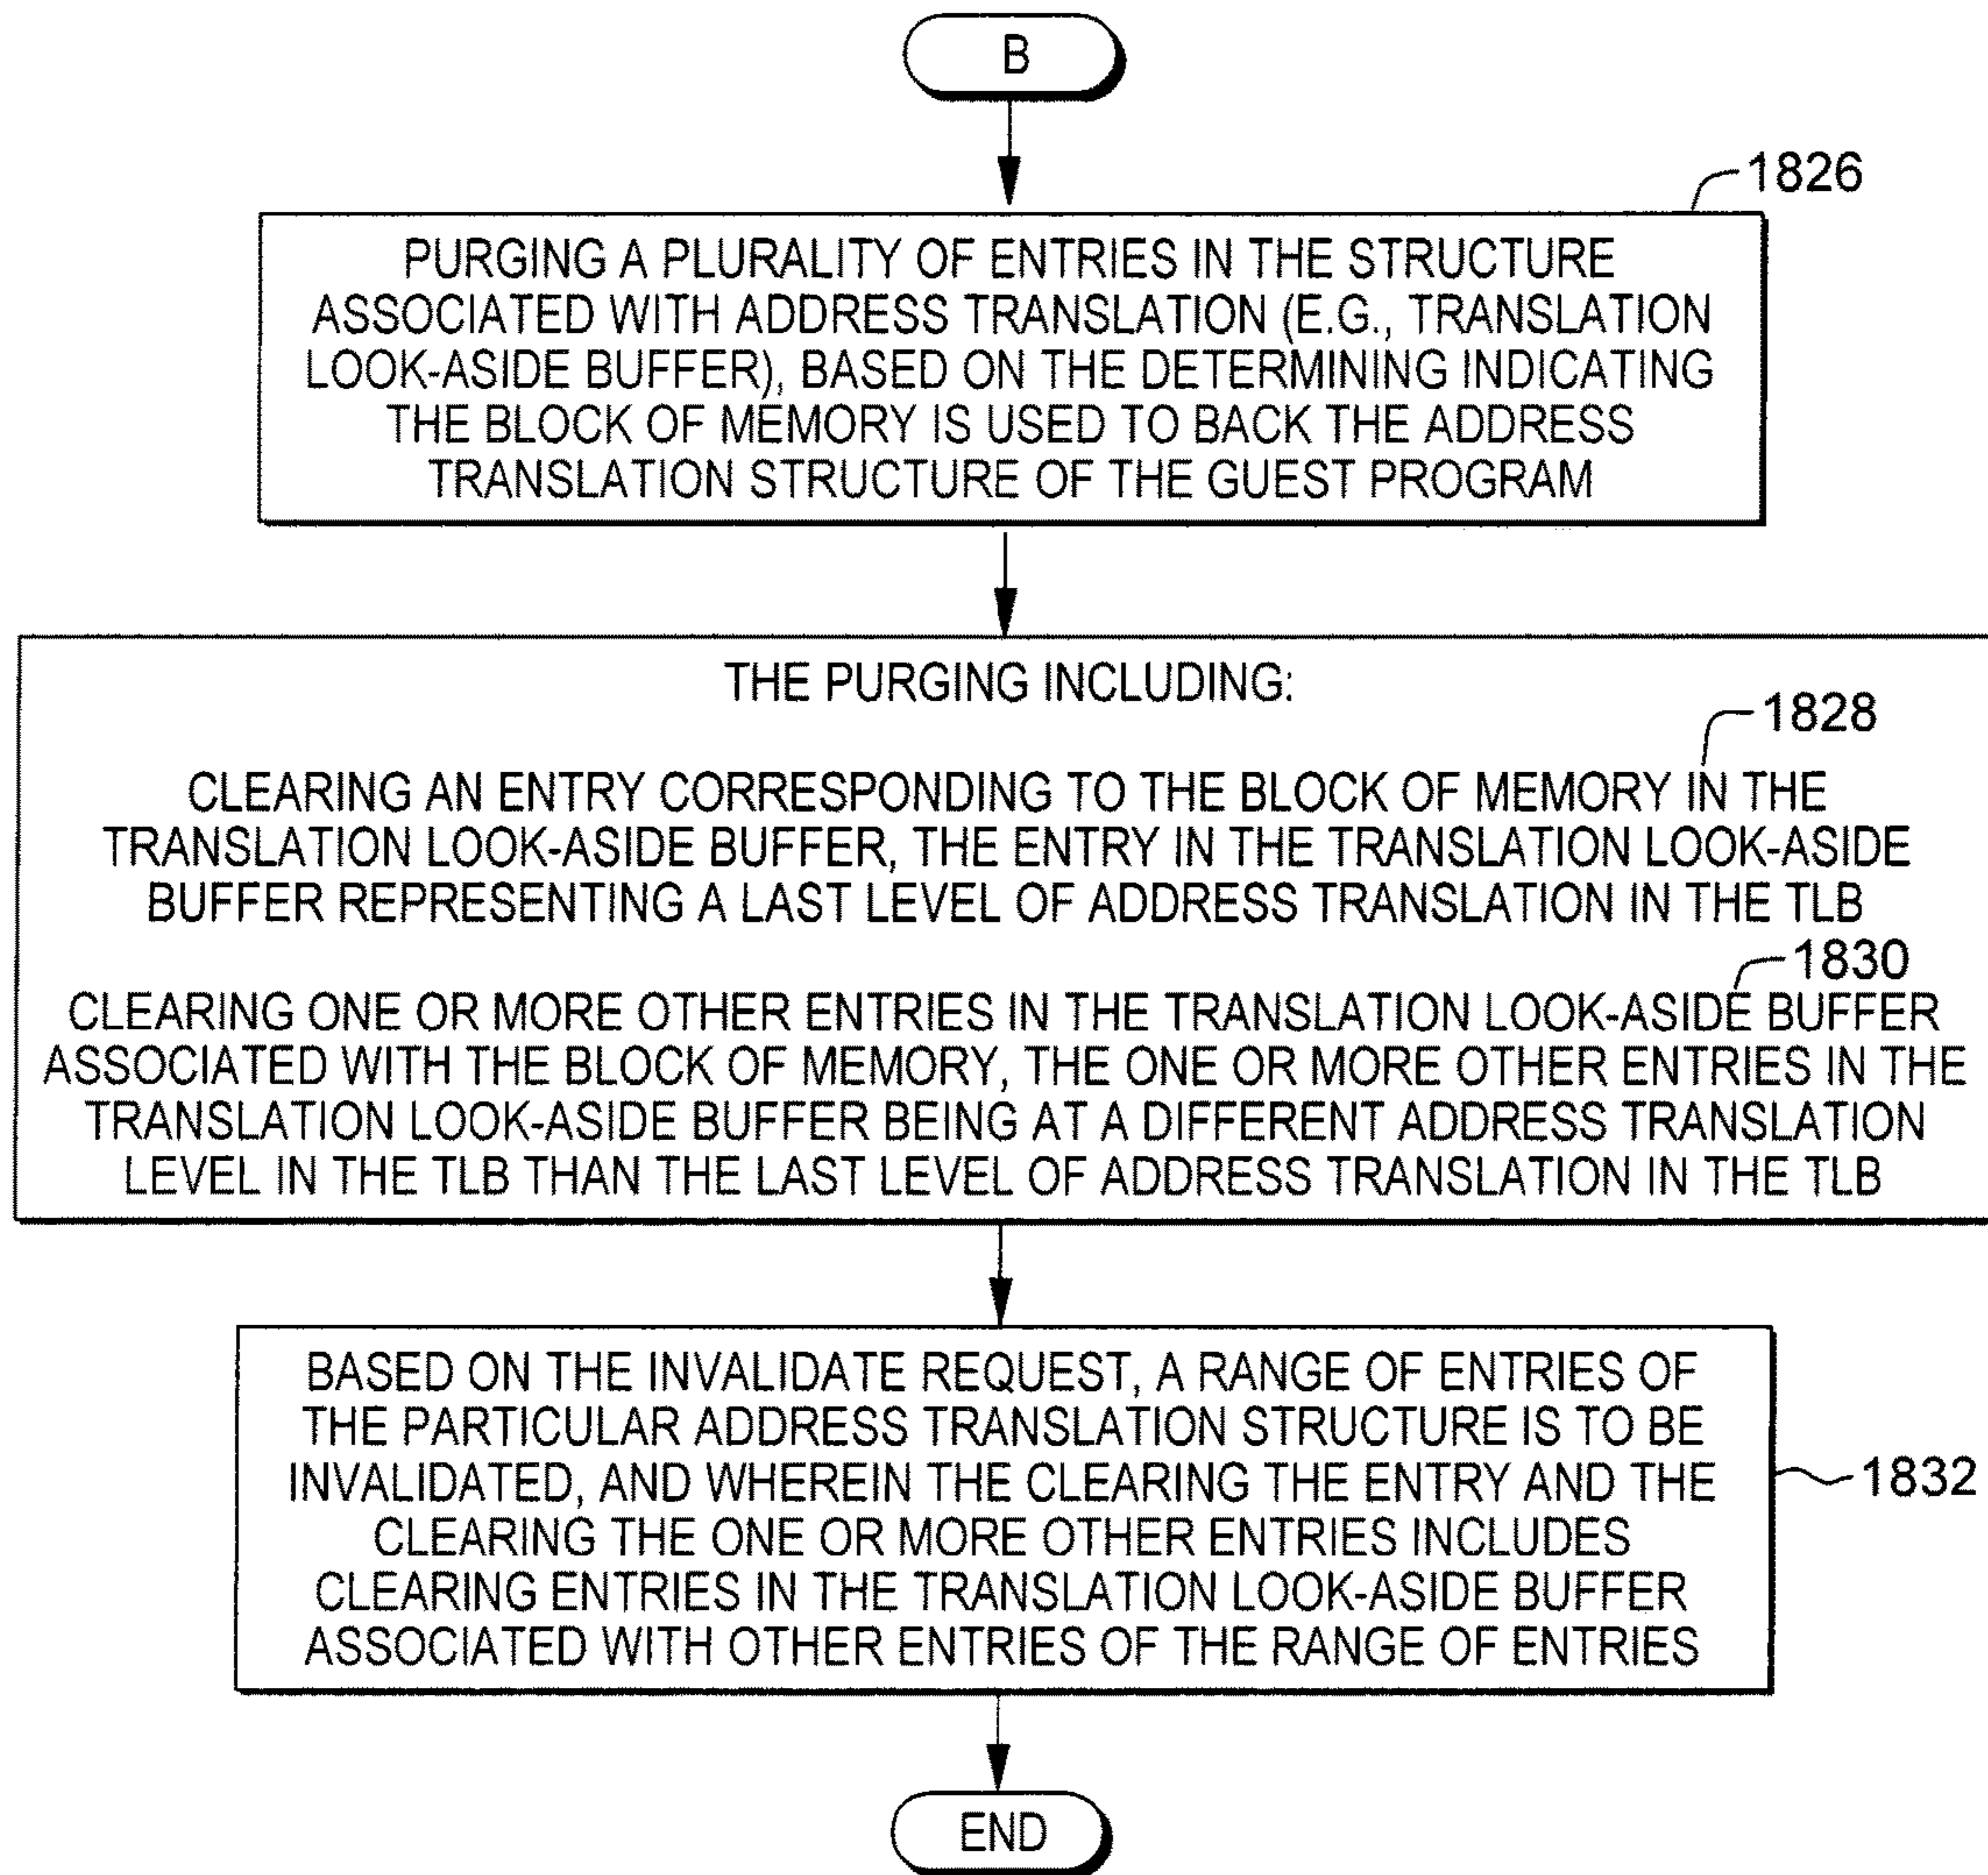 B
1826
PURGING A PLURALITY OF ENTRIES IN THE STRUCTURE
ASSOCIATED WITH ADDRESS TRANSLATION (E.G., TRANSLATION
LOOK-ASIDE BUFFER), BASED ON THE DETERMINING INDICATING
THE BLOCK OF MEMORY IS USED TO BACK THE ADDRESS
TRANSLATION STRUCTURE OF THE GUEST PROGRAM
THE PURGING INCLUDING:
1828
CLEARING AN ENTRY CORRESPONDING TO THE BLOCK OF MEMORY IN THE
TRANSLATION LOOK-ASIDE BUFFER, THE ENTRY IN THE TRANSLATION LOOK-ASIDE
BUFFER REPRESENTING A LAST LEVEL OF ADDRESS TRANSLATION IN THE TLB
1830
CLEARING ONE OR MORE OTHER ENTRIES IN THE TRANSLATION LOOK-ASIDE BUFFER
ASSOCIATED WITH THE BLOCK OF MEMORY, THE ONE OR MORE OTHER ENTRIES IN THE
TRANSLATION LOOK-ASIDE BUFFER BEING AT A DIFFERENT ADDRESS TRANSLATION
LEVEL IN THE TLB THAN THE LAST LEVEL OF ADDRESS TRANSLATION IN THE TLB
BASED ON THE INVALIDATE REQUEST, A RANGE OF ENTRIES OF
THE PARTICULAR ADDRESS TRANSLATION STRUCTURE IS TO BE
INVALIDATED, AND WHEREIN THE CLEARING THE ENTRY AND THE
CLEARING THE ONE OR MORE OTHER ENTRIES INCLUDES
CLEARING ENTRIES IN THE TRANSLATION LOOK-ASIDE BUFFER
ASSOCIATED WITH OTHER ENTRIES OF THE RANGE OF ENTRIES
1832
END